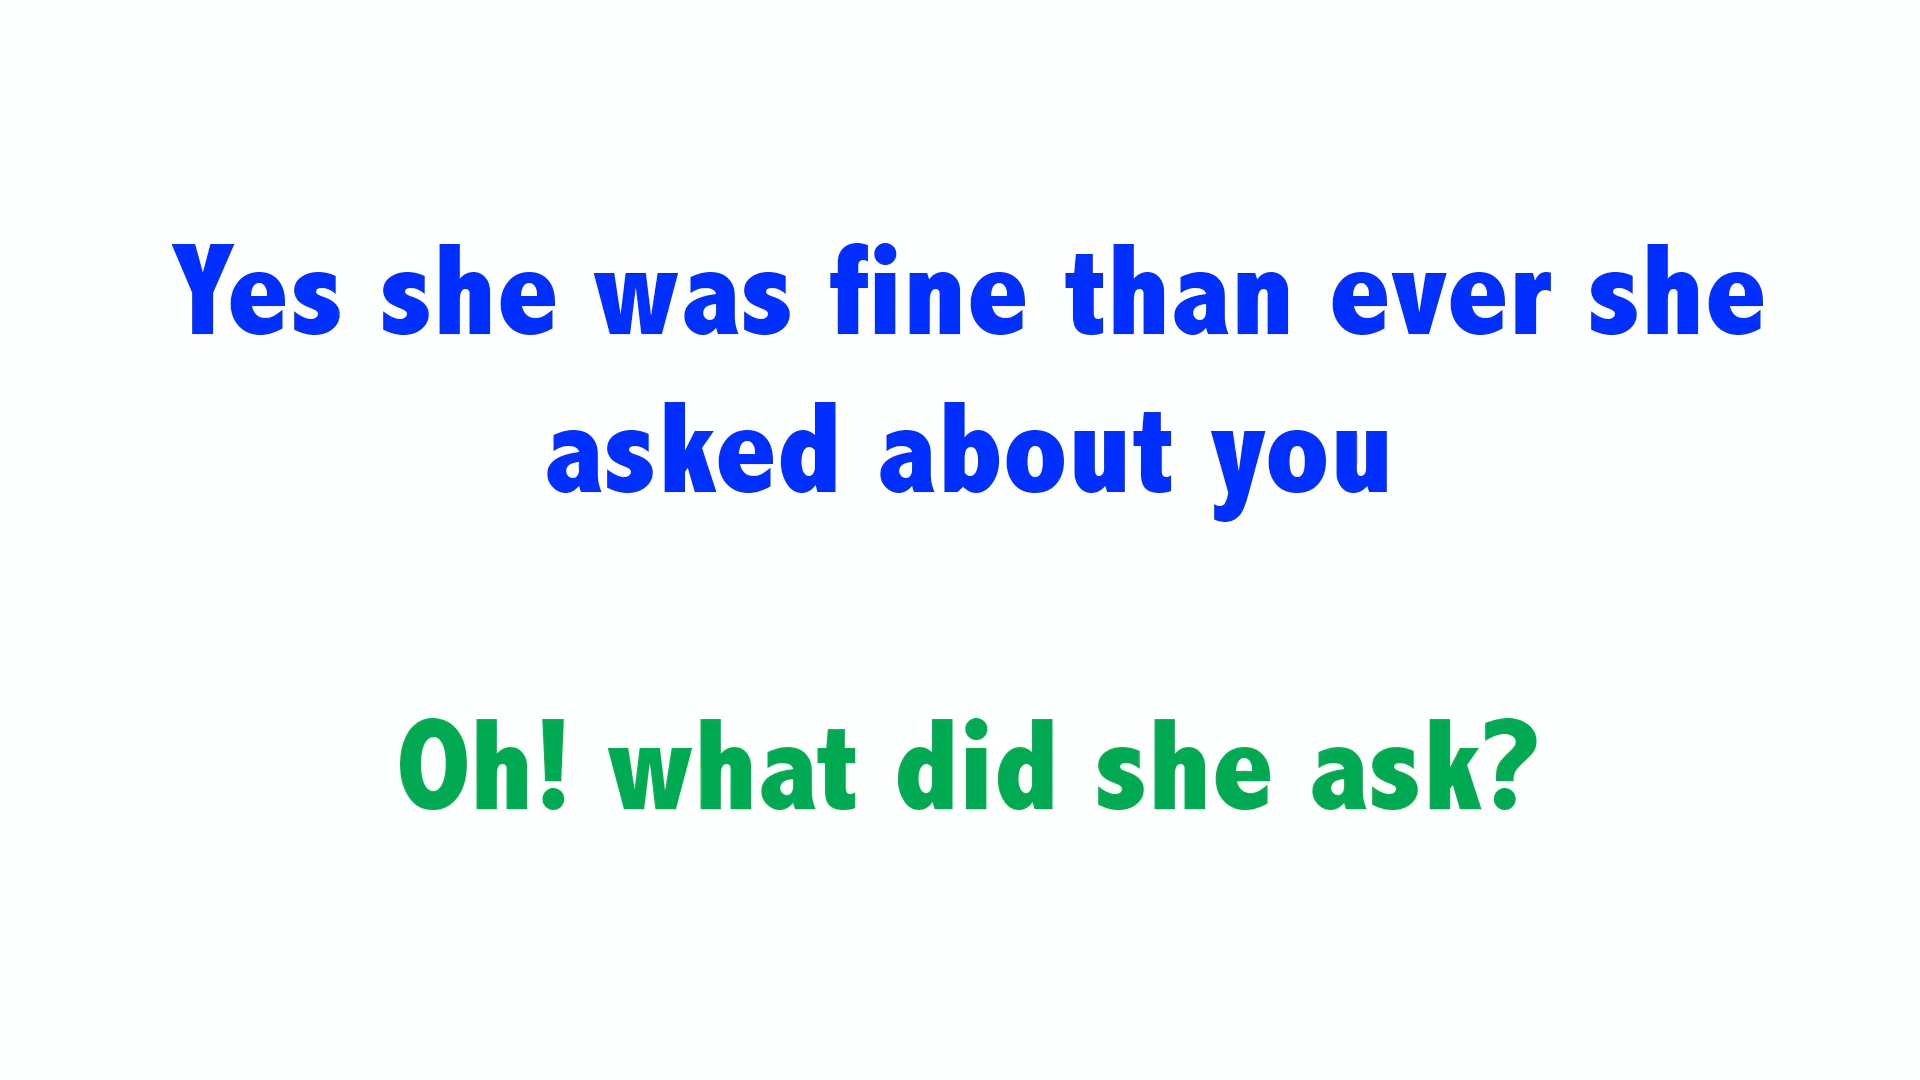 Yes she was fine than ever she
asked about you
Oh! what did she ask?